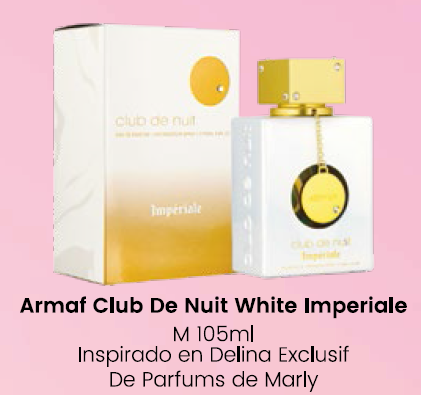 club de nuit
Impériale
club de nuit
Impériale
Armaf Club De Nuit White Imperiale
M 105ml
Inspirado en Delina Exclusif
De Parfums de Marly